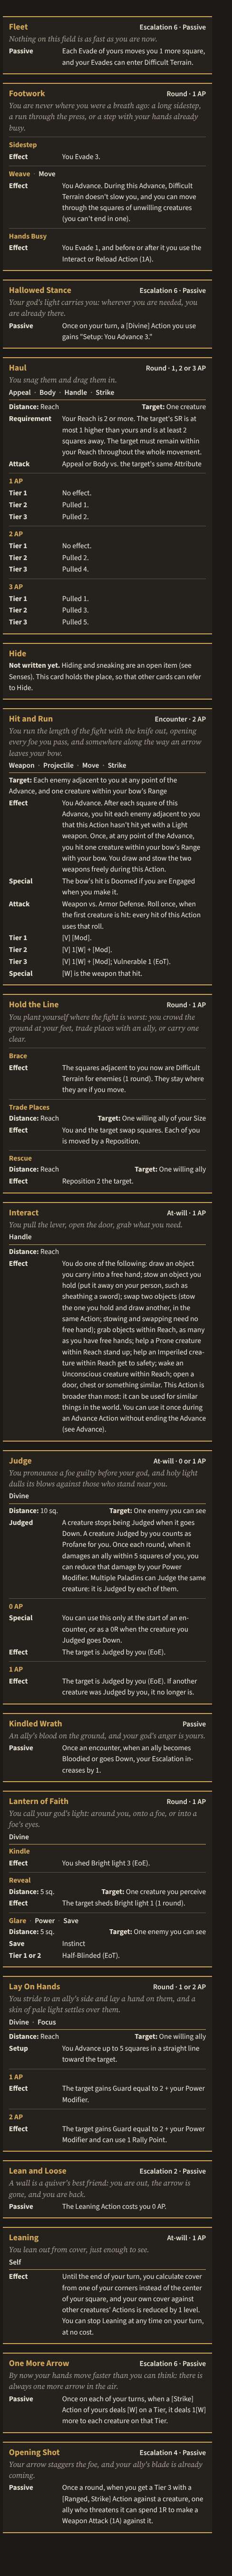 Fleet Escalation 6 · Passive
Nothing on this field is as fast as you are now.
Passive Each Evade of yours moves you 1 more square,
and your Evades can enter Difficult Terrain.
Footwork Round · 1 AP
You are never where you were a breath ago: a long sidestep,
a run through the press, or a step with your hands already
busy.
Sidestep
Effect You Evade 3.
Weave · Move
Effect You Advance. During this Advance, Difficult
Terrain doesn't slow you, and you can move
through the squares of unwilling creatures
(you can't end in one).
Hands Busy
Effect You Evade 1, and before or after it you use the
Interact or Reload Action (1A).
Hallowed Stance Escalation 6 · Passive
Your god's light carries you: wherever you are needed, you
are already there.
Passive Once on your turn, a [Divine] Action you use
gains "Setup: You Advance 3."
Haul Round · 1, 2 or 3 AP
You snag them and drag them in.
Appeal · Body · Handle · Strike
Distance: Reach Target: One creature
Requirement Your Reach is 2 or more. The target's SR is at
most 1 higher than yours and is at least 2
squares away. The target must remain within
your Reach throughout the whole movement.
Attack Appeal or Body vs. the target's same Attribute
1 AP
Tier 1 No effect.
Tier 2 Pulled 1.
Tier 3 Pulled 2.
2 AP
Tier 1 No effect.
Tier 2 Pulled 2.
Tier 3 Pulled 4.
3 AP
Tier 1 Pulled 1.
Tier 2 Pulled 3.
Tier 3 Pulled 5.
Hide
Not written yet. Hiding and sneaking are an open item (see
Senses). This card holds the place, so that other cards can refer
to Hide.
Hit and Run Encounter · 2 AP
You run the length of the fight with the knife out, opening
every foe you pass, and somewhere along the way an arrow
leaves your bow.
Weapon · Projectile · Move · Strike
Target: Each enemy adjacent to you at any point of the
Advance, and one creature within your bow's Range
Effect You Advance. After each square of this
Advance, you hit each enemy adjacent to you
that this Action hasn't hit yet with a Light
weapon. Once, at any point of the Advance,
you hit one creature within your bow's Range
with your bow. You draw and stow the two
weapons freely during this Action.
Special The bow's hit is Doomed if you are Engaged
when you make it.
Attack Weapon vs. Armor Defense. Roll once, when
the first creature is hit: every hit of this Action
uses that roll.
Tier 1 [V] [Mod].
Tier 2 [V] 1[W] + [Mod].
Tier 3 [V] 1[W] + [Mod]; Vulnerable 1 (EoT).
Special [W] is the weapon that hit.
Hold the Line Round · 1 AP
You plant yourself where the fight is worst: you crowd the
ground at your feet, trade places with an ally, or carry one
clear.
Brace
Effect The squares adjacent to you now are Difficult
Terrain for enemies (1 round). They stay where
they are if you move.
Trade Places
Distance: Reach Target: One willing ally of your Size
Effect You and the target swap squares. Each of you
is moved by a Reposition.
Rescue
Distance: Reach Target: One willing ally
Effect Reposition 2 the target.
Interact At-will · 1 AP
You pull the lever, open the door, grab what you need.
Handle
Distance: Reach
Effect You do one of the following: draw an object
you carry into a free hand; stow an object you
hold (put it away on your person, such as
sheathing a sword); swap two objects (stow
the one you hold and draw another, in the
same Action; stowing and swapping need no
free hand); grab objects within Reach, as many
as you have free hands; help a Prone creature
within Reach stand up; help an Imperiled crea-
ture within Reach get to safety; wake an
Unconscious creature within Reach; open a
door, chest or something similar. This Action is
broader than most: it can be used for similar
things in the world. You can use it once during
an Advance Action without ending the Advance
(see Advance).
Judge At-will · 0 or 1 AP
You pronounce a foe guilty before your god, and holy light
dulls its blows against those who stand near you.
Divine
Distance: 10 sq. Target: One enemy you can see
Judged A creature stops being Judged when it goes
Down. A creature Judged by you counts as
Profane for you. Once each round, when it
damages an ally within 5 squares of you, you
can reduce that damage by your Power
Modifier. Multiple Paladins can Judge the same
creature: it is Judged by each of them.
0 AP
Special You can use this only at the start of an en-
counter, or as a 0R when the creature you
Judged goes Down.
Effect The target is Judged by you (EoE).
1 AP
Effect The target is Judged by you (EoE). If another
creature was Judged by you, it no longer is.
Kindled Wrath Passive
An ally's blood on the ground, and your god's anger is yours.
Passive Once an encounter, when an ally becomes
Bloodied or goes Down, your Escalation in-
creases by 1.
Lantern of Faith Round · 1 AP
You call your god's light: around you, onto a foe, or into a
foe's eyes.
Divine
Kindle
Effect You shed Bright light 3 (EoE).
Reveal
Distance: 5 sq. Target: One creature you perceive
Effect The target sheds Bright light 1 (1 round).
Glare · Power · Save
Distance: 5 sq. Target: One enemy you can see
Save Instinct
Tier 1 or 2 Half-Blinded (EoT).
Lay On Hands Round · 1 or 2 AP
You stride to an ally's side and lay a hand on them, and a
skin of pale light settles over them.
Divine · Focus
Distance: Reach Target: One willing ally
Setup You Advance up to 5 squares in a straight line
toward the target.
1 AP
Effect The target gains Guard equal to 2 + your Power
Modifier.
2 AP
Effect The target gains Guard equal to 2 + your Power
Modifier and can use 1 Rally Point.
Lean and Loose Escalation 2 · Passive
A wall is a quiver's best friend: you are out, the arrow is
gone, and you are back.
Passive The Leaning Action costs you 0 AP.
Leaning At-will · 1 AP
You lean out from cover, just enough to see.
Self
Effect Until the end of your turn, you calculate cover
from one of your corners instead of the center
of your square, and your own cover against
other creatures' Actions is reduced by 1 level.
You can stop Leaning at any time on your turn,
at no cost.
One More Arrow Escalation 6 · Passive
By now your hands move faster than you can think: there is
always one more arrow in the air.
Passive Once on each of your turns, when a [Strike]
Action of yours deals [W] on a Tier, it deals 1[W]
more to each creature on that Tier.
Opening Shot Escalation 4 · Passive
Your arrow staggers the foe, and your ally's blade is already
coming.
Passive Once a round, when you get a Tier 3 with a
[Ranged, Strike] Action against a creature, one
ally who threatens it can spend 1R to make a
Weapon Attack (1A) against it.